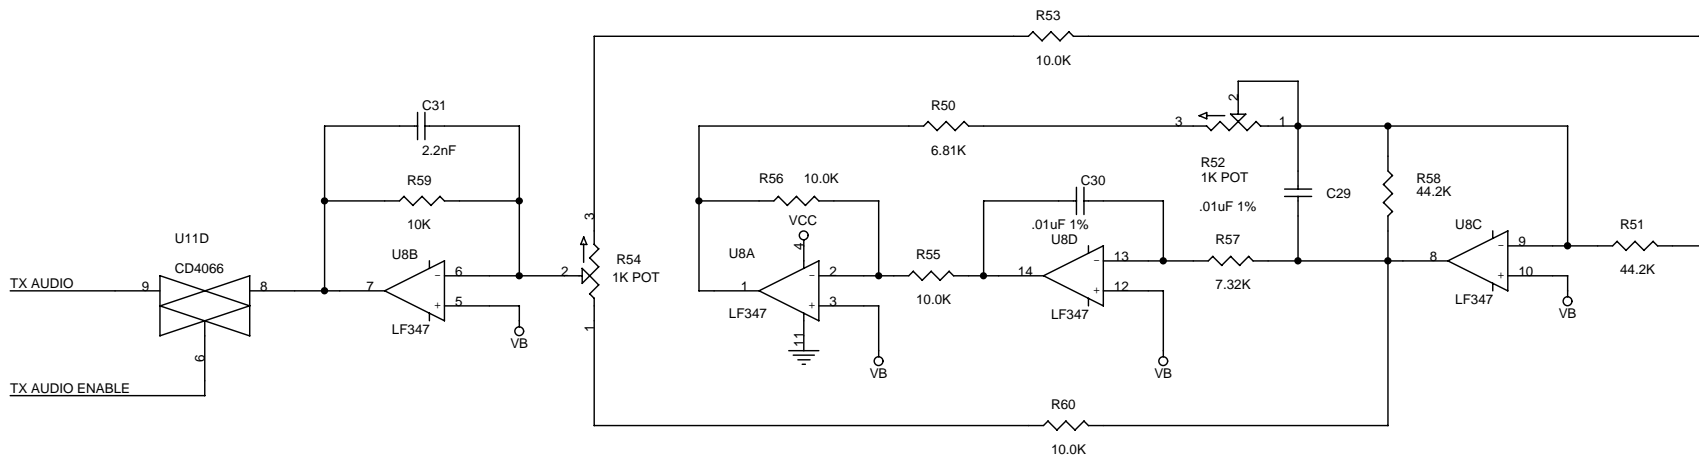 R53
10.0K
C31
2.2nF
R50
6.81K
3
2
1
R52
1K POT
R59
10K
R56 10.0K
VCC
4
C30
.01uF 1%
C29
.01uF 1%
R58
44.2K
U11D
CD4066
U8B
6
7
5
LF347
VB
3
2
1
R54
1K POT
U8A
2
1
3
LF347
11
VB
R55
10.0K
U8D
13
14
12
LF347
VB
R57
7.32K
U8C
9
8
10
LF347
VB
R51
44.2K
TX AUDIO
9
8
6
TX AUDIO ENABLE
R60
10.0K